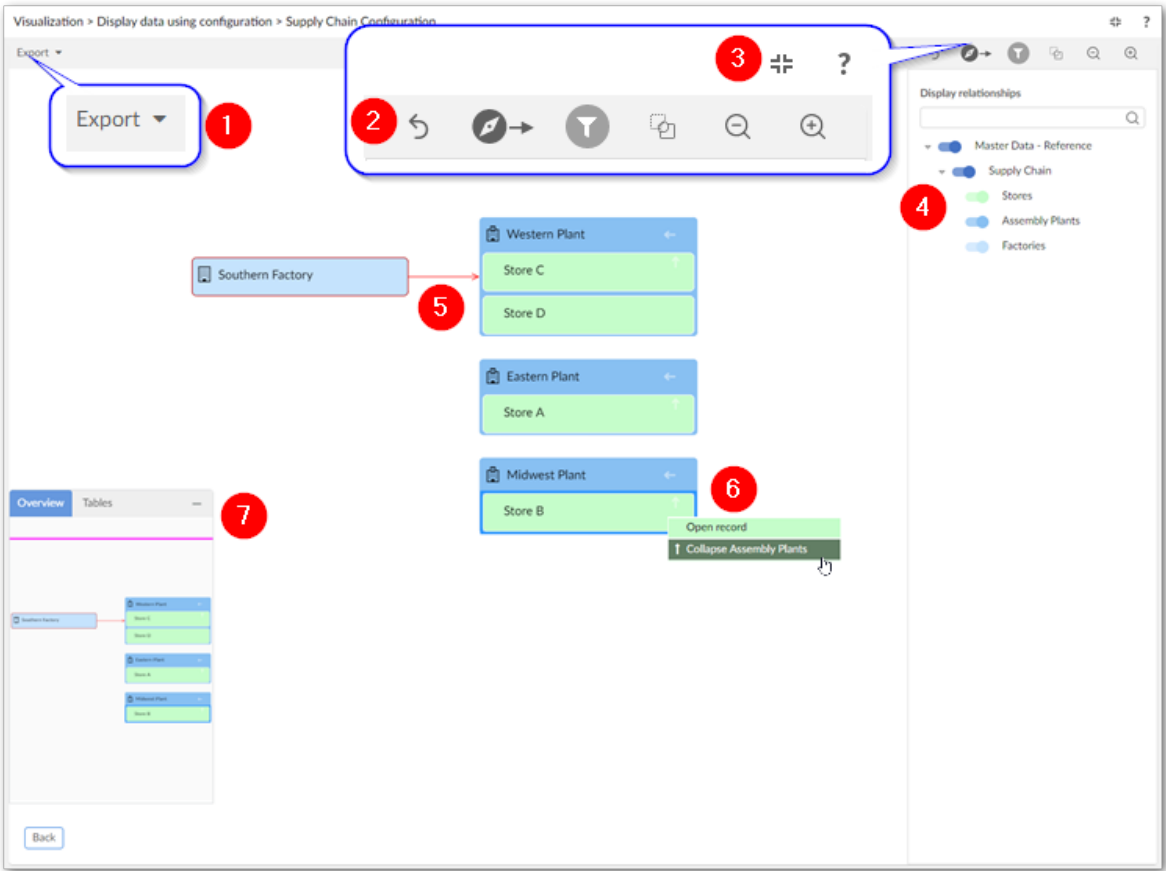 Visualization > Display data using configuration > Supply Chain Configuration
?
Export
Export
1
3
?
2
Display relationships
Master Data - Reference
Supply Chain
Stores
Assembly Plants
Factories
4
Western Plant
Store C
Store D
Southern Factory
5
Eastern Plant
Store A
Midwest Plant
Store B
6
Open record
Collapse Assembly Plants
Overview Tables
7
Western Plant
Southern Factory
Store C
Store D
Eastern Plant
Store A
Midwest Plant
Store B
Back